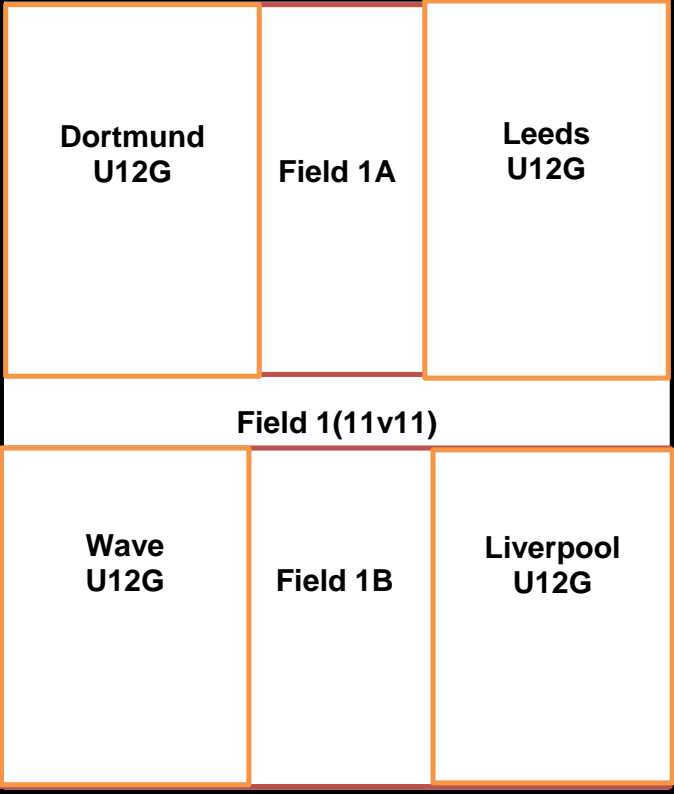 Dortmund
U12G
Field 1A
Leeds
U12G
Field 1(11v11)
Wave
U12G
Field 1B
Liverpool
U12G